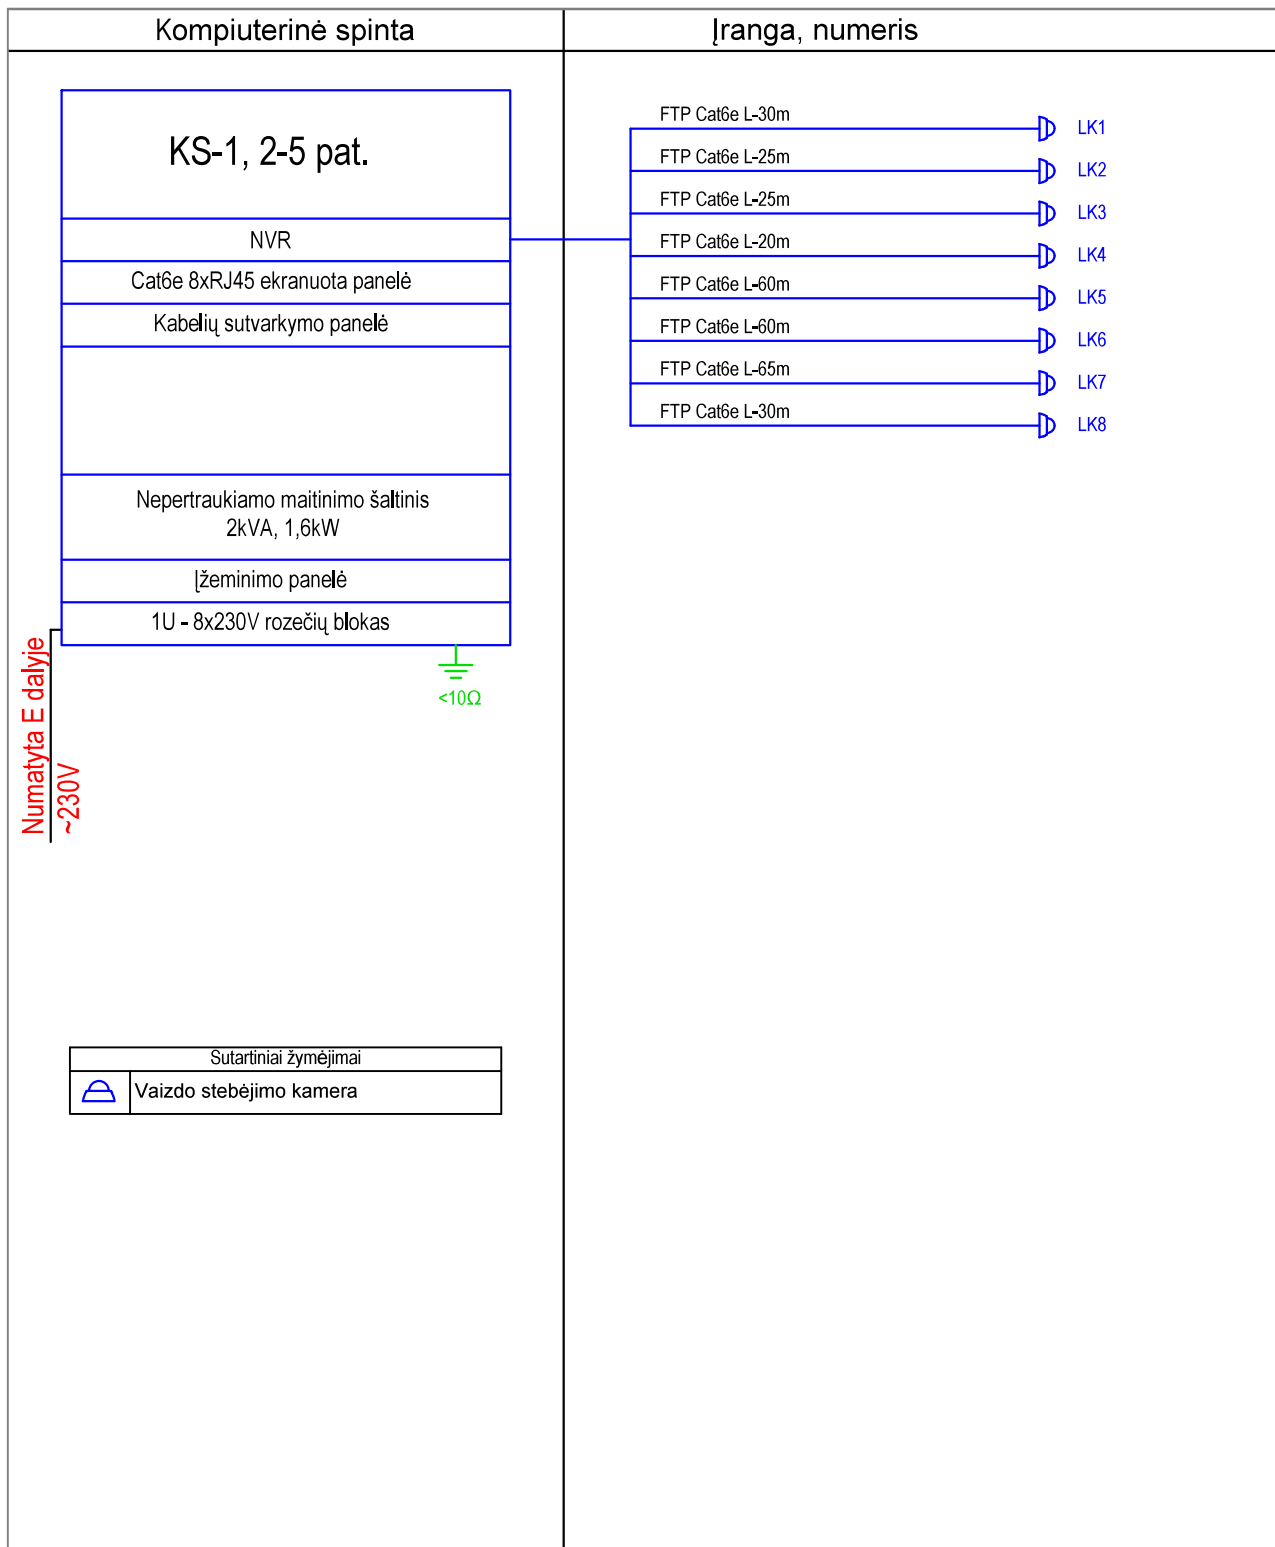 Kompiuterinė spinta
Įranga, numeris
KS-1, 2-5 pat.
NVR
Cat6e 8xRJ45 ekranuota panelė
Kabelių sutvarkymo panelė
Nepertraukiamo maitinimo šaltinis
2kVA, 1,6kW
Įžeminimo panelė
1U - 8x230V rozečių blokas
<10Ω
Numatyta E dalyje
~230V
FTP Cat6e L-30m LK1
FTP Cat6e L-25m LK2
FTP Cat6e L-25m LK3
FTP Cat6e L-20m LK4
FTP Cat6e L-60m LK5
FTP Cat6e L-60m LK6
FTP Cat6e L-65m LK7
FTP Cat6e L-30m LK8
Sutartiniai žymėjimai
Vaizdo stebėjimo kamera